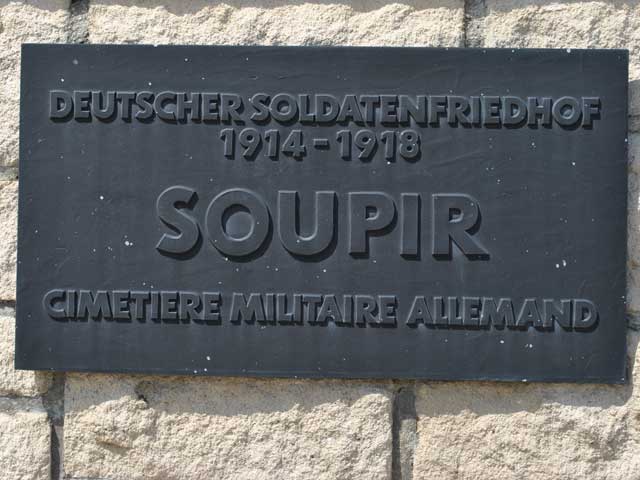 DEUTSCHER SOLDATENFRIEDHOF
1914-1918
SOUPIR
CIMETIERE MILITAIRE ALLEMAND